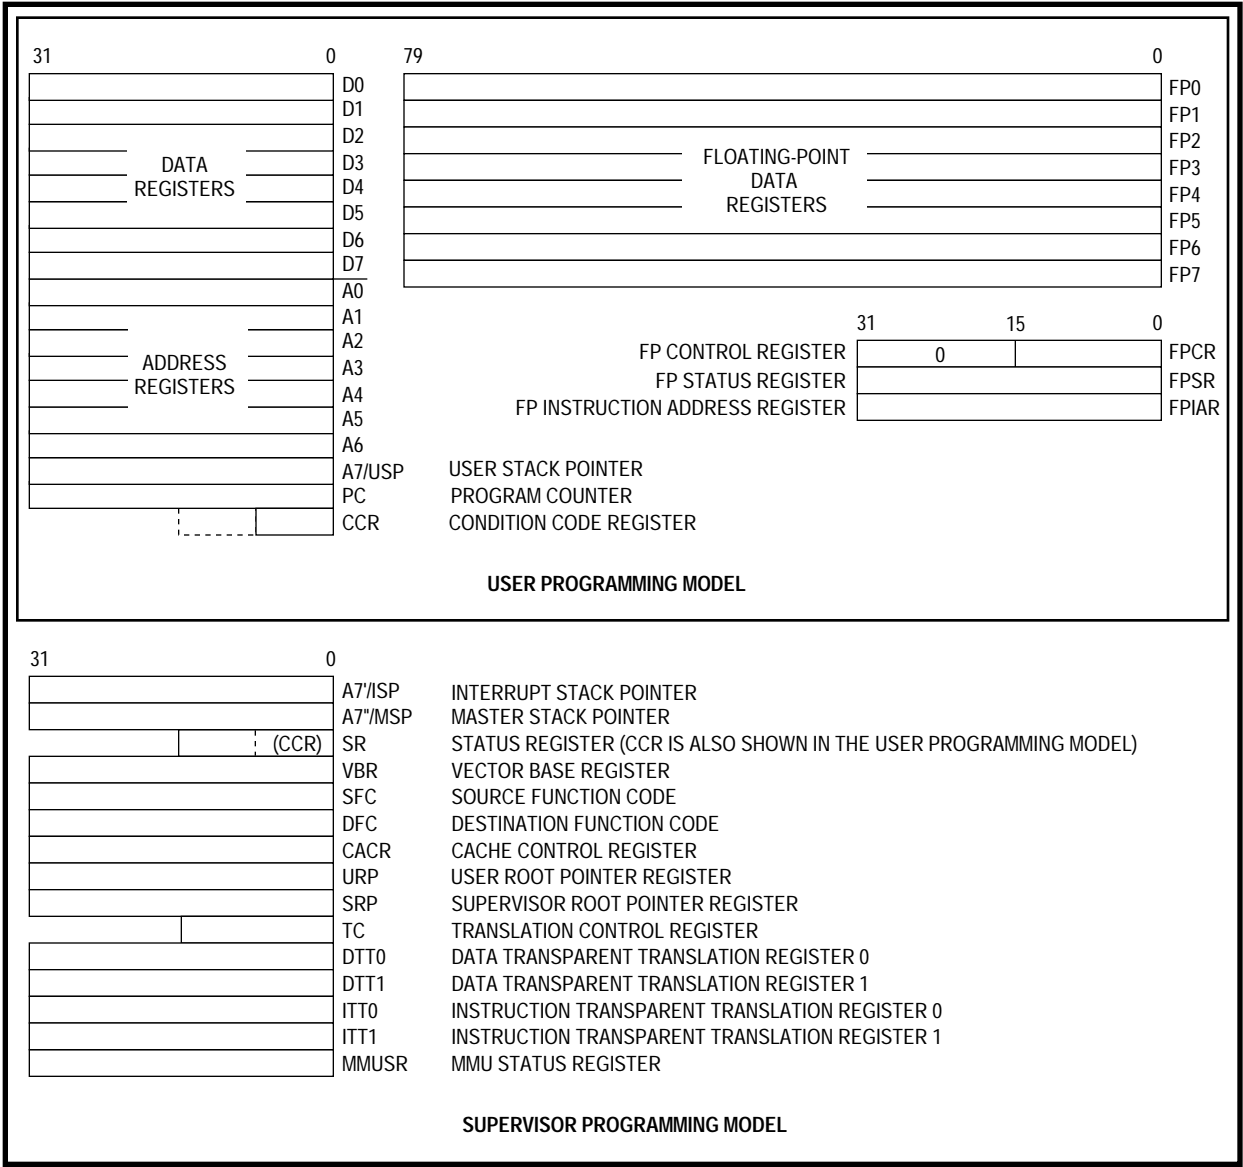 31 0 79 0
D0 FP0
D1 FP1
D2 FP2
DATA D3 FLOATING-POINT FP3
REGISTERS D4 DATA FP4
D5 REGISTERS FP5
D6 FP6
D7 FP7
A0
A1 31 15 0
A2 FP CONTROL REGISTER 0 FPCR
ADDRESS A3 FP STATUS REGISTER FPSR
REGISTERS A4 FP INSTRUCTION ADDRESS REGISTER FPIAR
A5
A6
A7/USP USER STACK POINTER
PC PROGRAM COUNTER
CCR CONDITION CODE REGISTER
USER PROGRAMMING MODEL
31 0
A7'/ISP INTERRUPT STACK POINTER
A7"/MSP MASTER STACK POINTER
(CCR) SR STATUS REGISTER (CCR IS ALSO SHOWN IN THE USER PROGRAMMING MODEL)
VBR VECTOR BASE REGISTER
SFC SOURCE FUNCTION CODE
DFC DESTINATION FUNCTION CODE
CACR CACHE CONTROL REGISTER
URP USER ROOT POINTER REGISTER
SRP SUPERVISOR ROOT POINTER REGISTER
TC TRANSLATION CONTROL REGISTER
DTT0 DATA TRANSPARENT TRANSLATION REGISTER 0
DTT1 DATA TRANSPARENT TRANSLATION REGISTER 1
ITT0 INSTRUCTION TRANSPARENT TRANSLATION REGISTER 0
ITT1 INSTRUCTION TRANSPARENT TRANSLATION REGISTER 1
MMUSR MMU STATUS REGISTER
SUPERVISOR PROGRAMMING MODEL